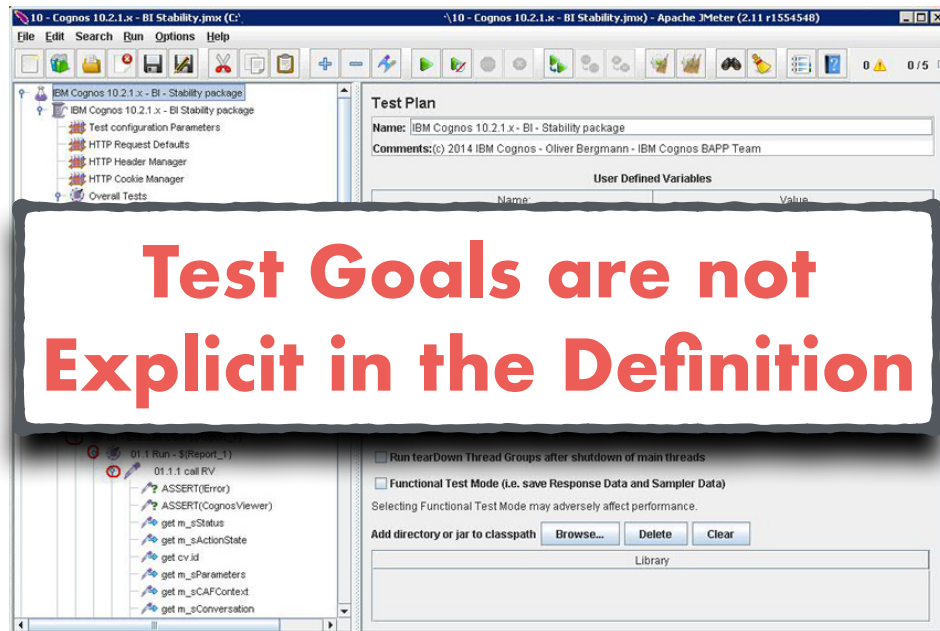 10 - Cognos 10.2.1.x - BI Stability.jmx (C:\ \10 - Cognos 10.2.1.x - BI Stability.jmx) - Apache JMeter (2.11 r1554548)
File Edit Search Run Options Help
0 0/5
IBM Cognos 10.2.1.x - BI - Stability package
IBM Cognos 10.2.1.x - BI Stability package
Test configuration Parameters
HTTP Request Defaults
HTTP Header Manager
HTTP Cookie Manager
Overall Tests
Test Plan
Name: IBM Cognos 10.2.1.x - BI - Stability package
Comments: (c) 2014 IBM Cognos - Oliver Bergmann - IBM Cognos BAPP Team
User Defined Variables
Name: Value
Test Goals are not
Explicit in the Definition
01.1 Run - ${Report_1}
01.1.1 call RV
ASSERT(!Error)
ASSERT(CognosViewer)
get m_sStatus
get m_sActionState
get cv.id
get m_sParameters
get m_sCAFContext
get m_sConversation
Run tearDown Thread Groups after shutdown of main threads
Functional Test Mode (i.e. save Response Data and Sampler Data)
Selecting Functional Test Mode may adversely affect performance.
Add directory or jar to classpath Browse... Delete Clear
Library